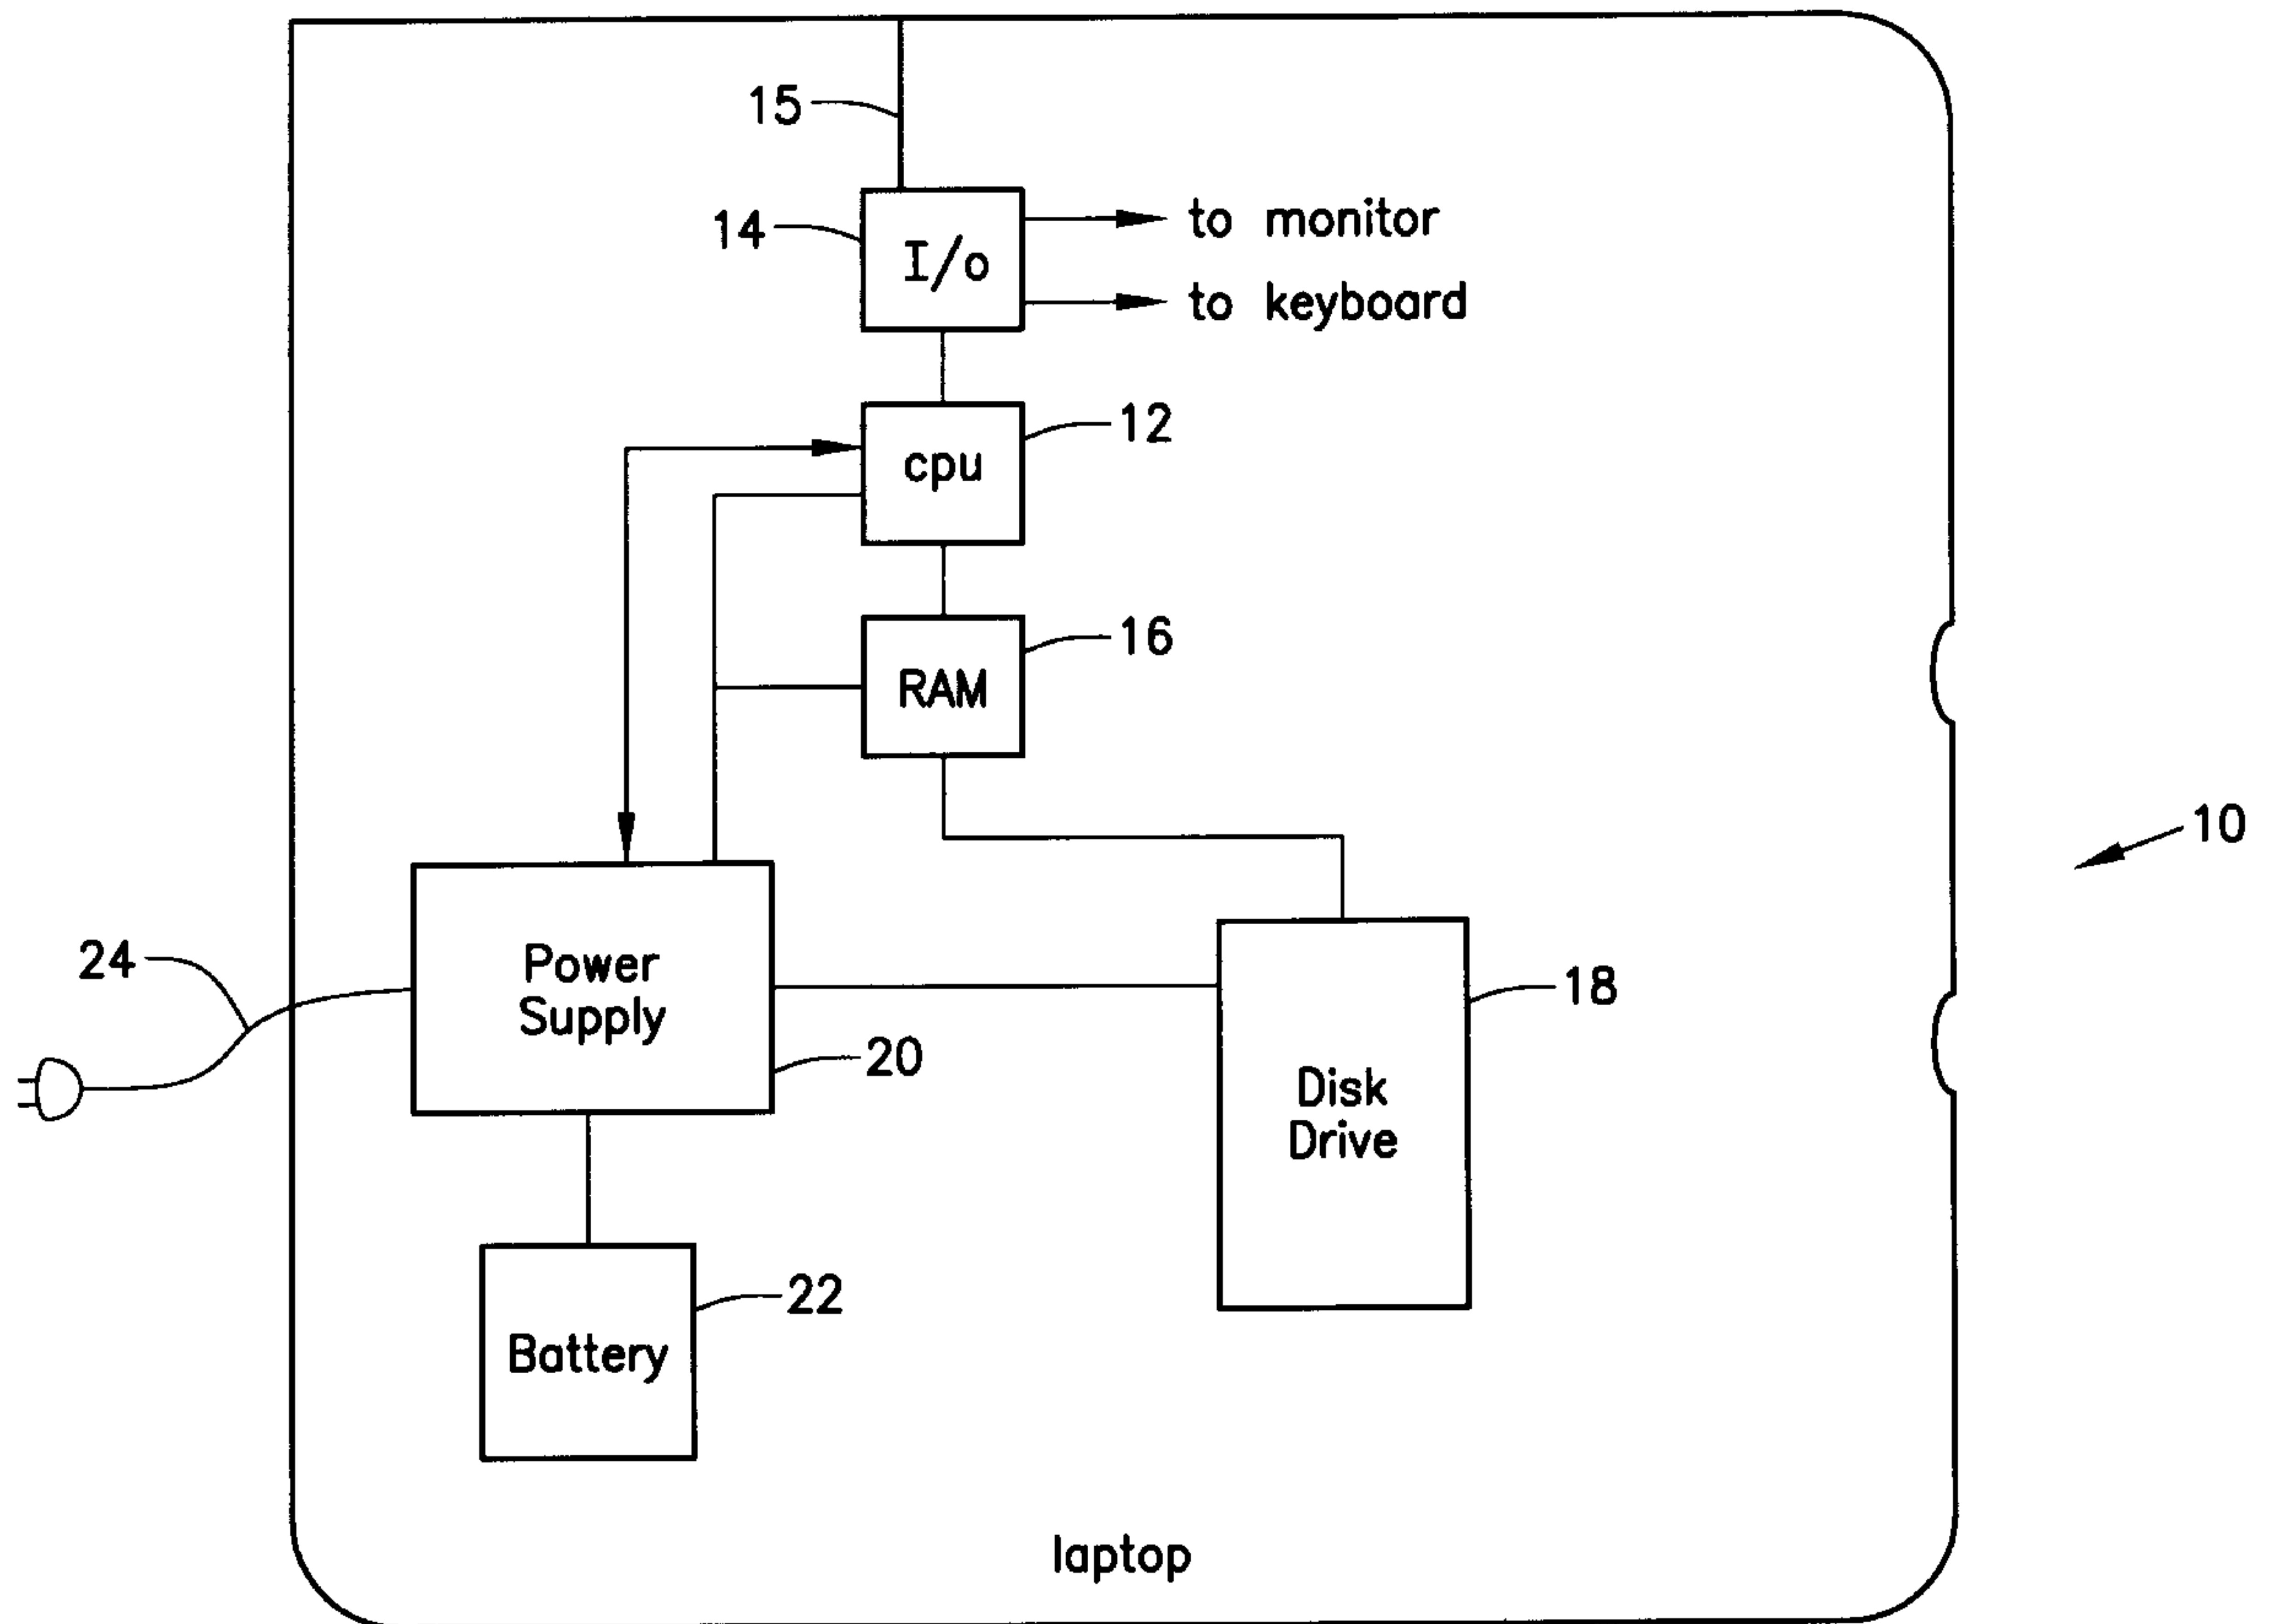 15
14
I/o
to monitor
to keyboard
12
cpu
16
RAM
10
24
Power
Supply
18
20
Disk
Drive
22
Battery
laptop